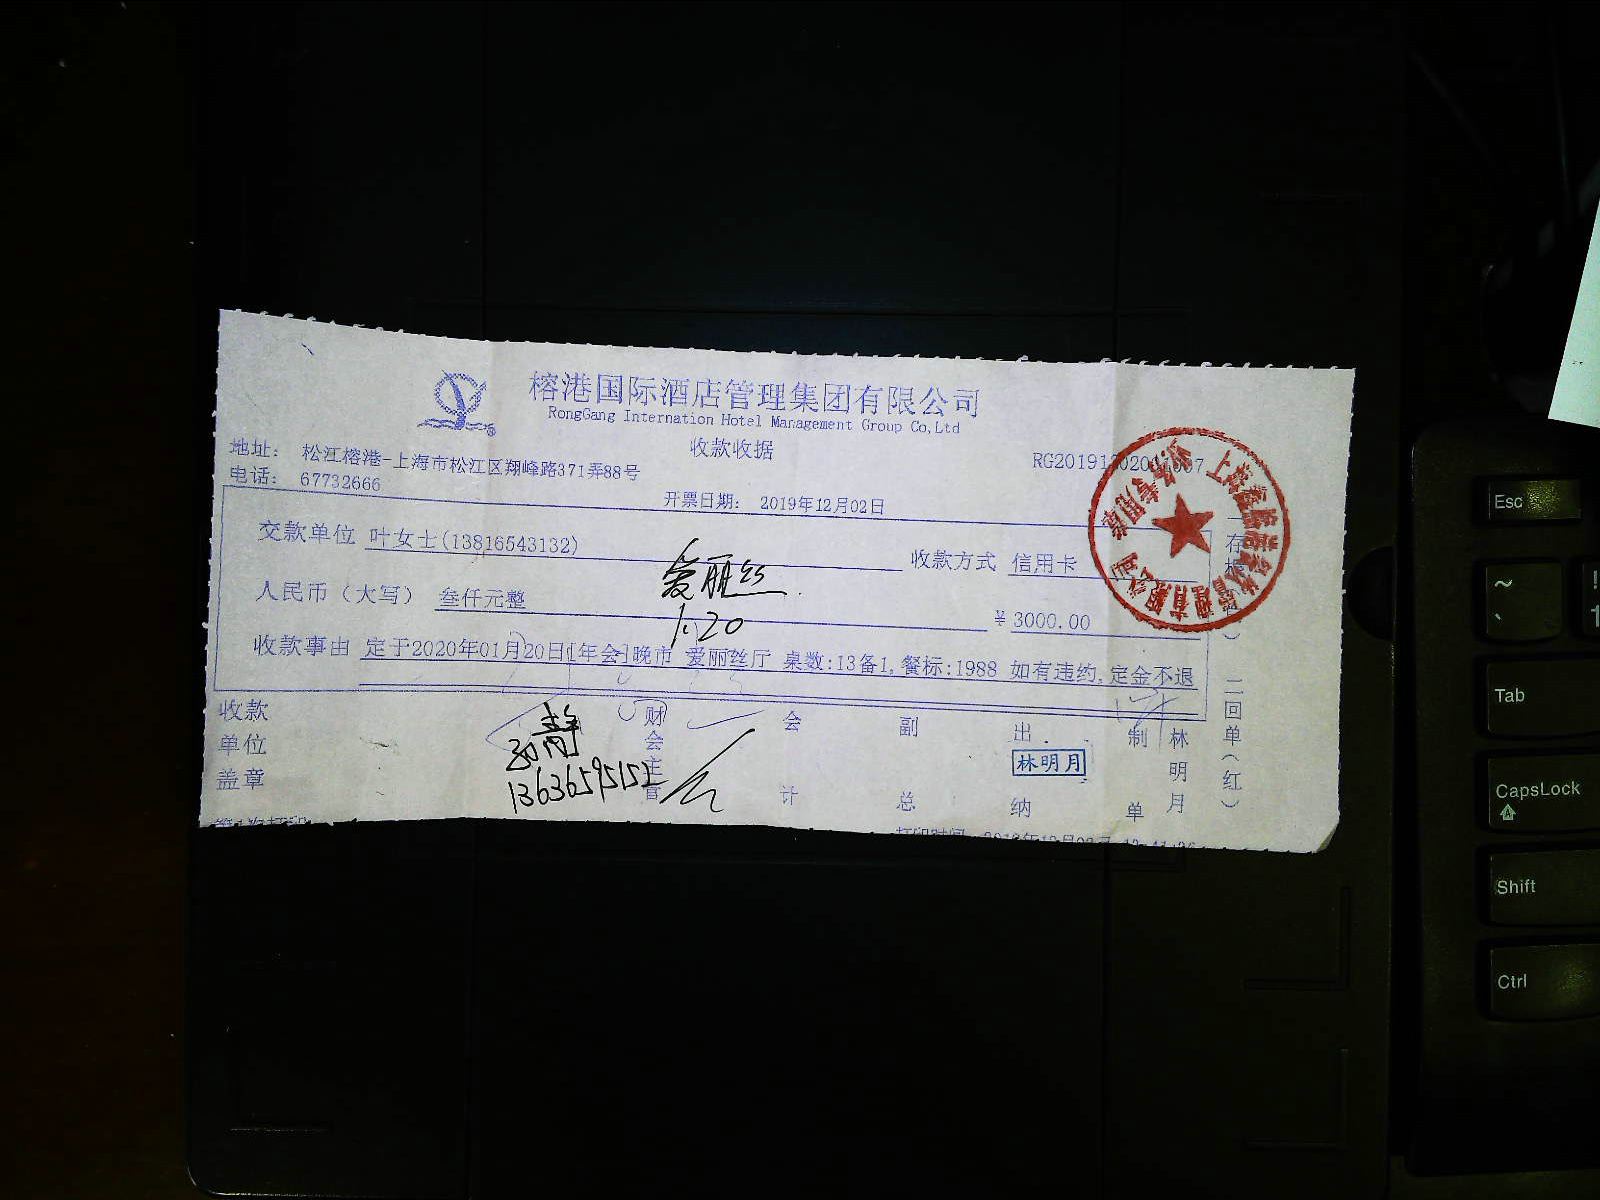 榕港国际酒店管理集团有限公司
RongGang Internation Hotel Management Group Co,Ltd
收款收据
地址: 松江榕港-上海市松江区翔峰路371弄88号
电话: 67732666
开票日期: 2019年12月02日
交款单位 叶女士(13816543132)
收款方式 信用卡
爱丽丝
1.20
人民币（大写） 叁仟元整
¥3000.00
收款事由 定于2020年01月20日[年会]晚市 爱丽丝厅 桌数:13备1,餐标:1988 如有违约,定金不退
二回单(红)
收款单位盖章
静
13636595152
财会主管
会计
副总
出纳
林明月
制单
林明月
Esc
~
`
Tab
CapsLock
Shift
Ctrl